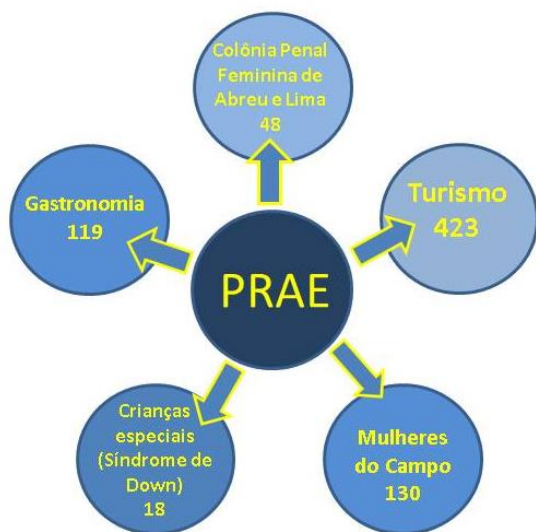 Colônia Penal
Feminina de
Abreu e Lima
48
Gastronomia
119
Turismo
423
PRAE
Crianças
especiais
(Síndrome de
Down)
18
Mulheres
do Campo
130